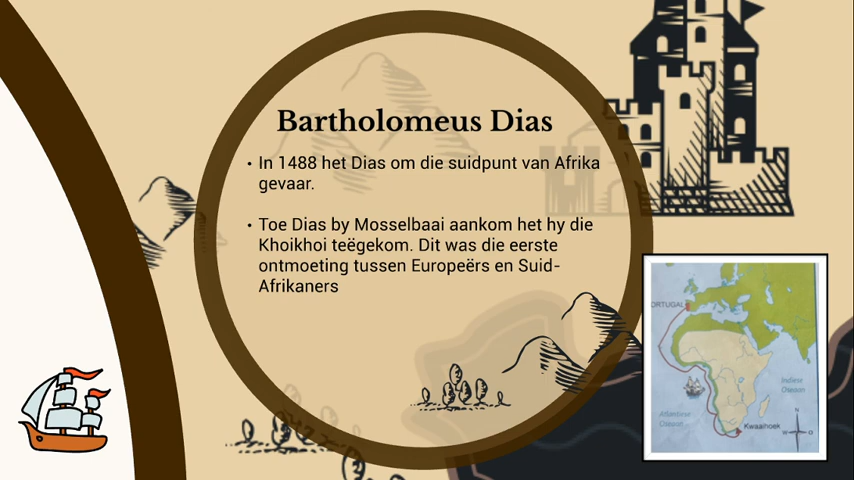 Bartholomeus Dias
• In 1488 het Dias om die suidpunt van Afrika
gevaar.
• Toe Dias by Mosselbaai aankom het hy die
Khoikhoi teëgekom. Dit was die eerste
ontmoeting tussen Europeërs en Suid-
Afrikaners
ORTUGAL
Indiese
Oseaan
Atlantiese
Oseaan
Kwaaihoek
N
W
O